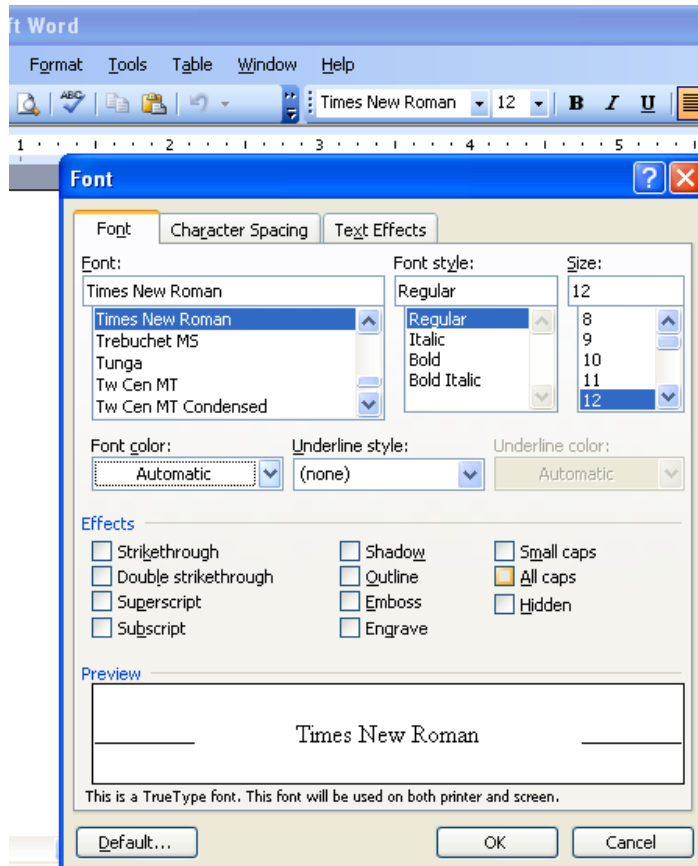 ft Word
Format Tools Table Window Help
ABC Times New Roman 12 B I U
1 2 3 4 5
Font ?
Font Character Spacing Text Effects
Font: Font style: Size:
Times New Roman Regular 12
Times New Roman Regular 8
Trebuchet MS Italic 9
Tunga Bold 10
Tw Cen MT Bold Italic 11
Tw Cen MT Condensed 12
Font color: Underline style: Underline color:
Automatic (none) Automatic
Effects
Strikethrough Shadow Small caps
Double strikethrough Outline All caps
Superscript Emboss Hidden
Subscript Engrave
Preview
Times New Roman
This is a TrueType font. This font will be used on both printer and screen.
Default... OK Cancel